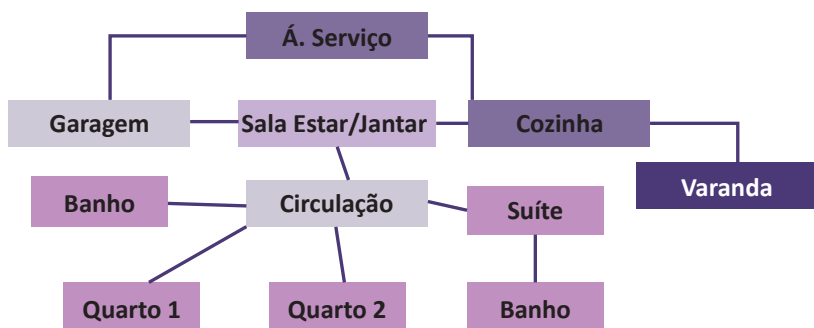 Á. Serviço
Garagem
Sala Estar/Jantar
Cozinha
Varanda
Banho
Circulação
Suíte
Quarto 1
Quarto 2
Banho